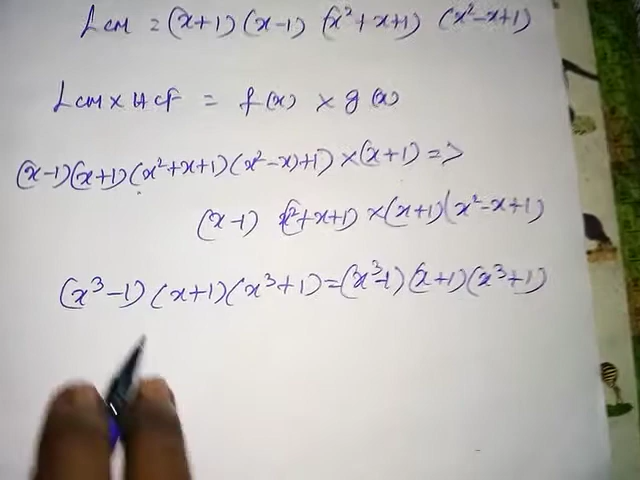 Lcm = (x+1) (x-1) (x²+x+1) (x²-x+1)
Lcm x HCF = f(x) x g(x)
(x-1)(x+1)(x²+x+1)(x²-x)+1) x(x+1) =>
(x-1) (x²+x+1) x(x+1)(x²-x+1)
(x³-1) (x+1)(x³+1) = (x³-1) (x+1)(x³+1)